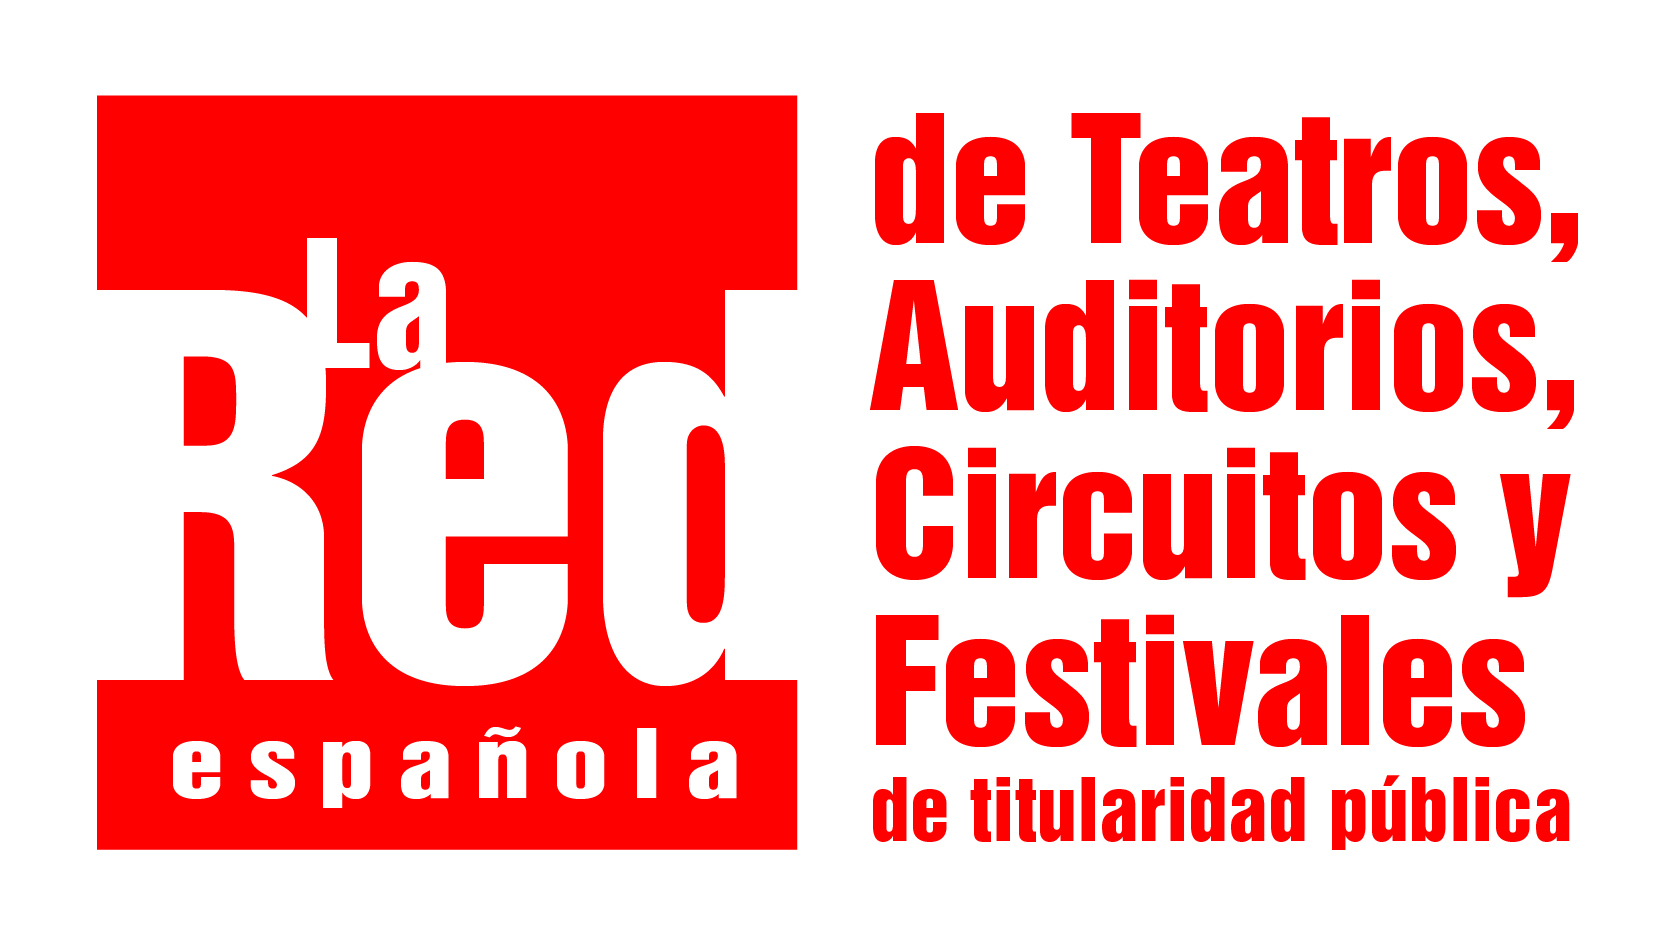 La
Red
española
de Teatros,
Auditorios,
Circuitos y
Festivales
de titularidad pública